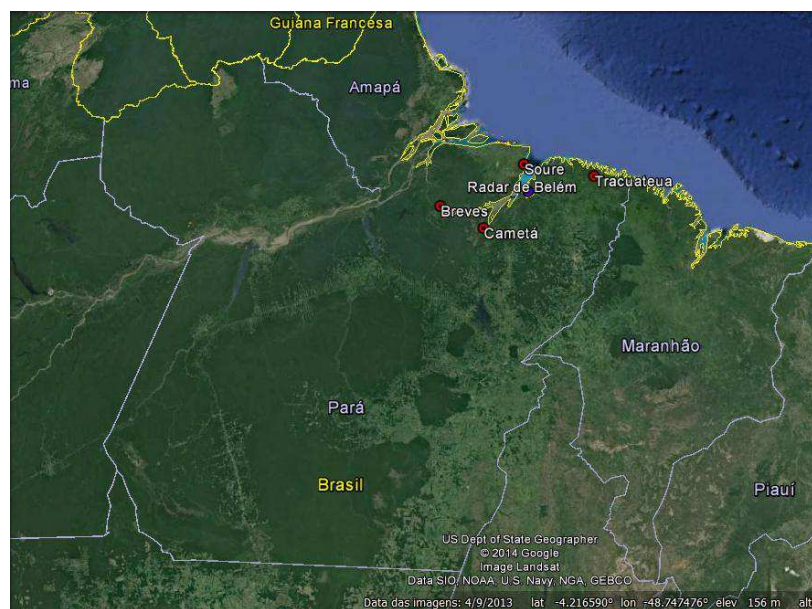 Guiana Francesa
ma
Amapá
Soure
Radar de Belém
Tracuateua
Breves
Cametá
Maranhão
Pará
Brasil
Piauí
US Dept of State Geographer
© 2014 Google
Image Landsat
Data SIO, NOAA, U.S. Navy, NGA, GEBCO
Data das imagens: 4/9/2013 lat -4.216590° lon -48.747476° elev 156 m alt